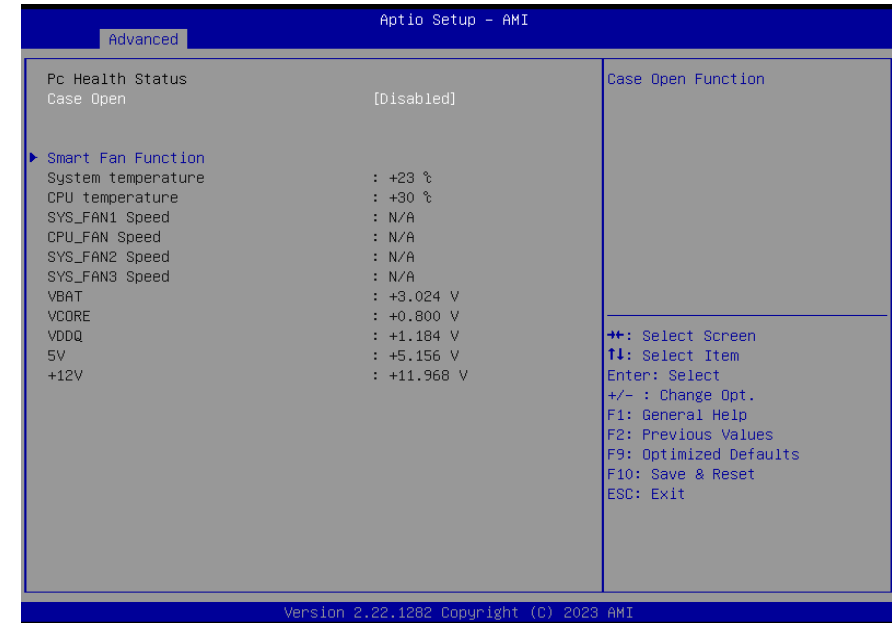 Aptio Setup – AMI
Advanced
Pc Health Status
Case Open [Disabled]
Smart Fan Function
System temperature : +23 ℃
CPU temperature : +30 ℃
SYS_FAN1 Speed : N/A
CPU_FAN Speed : N/A
SYS_FAN2 Speed : N/A
SYS_FAN3 Speed : N/A
VBAT : +3.024 V
VCORE : +0.800 V
VDDQ : +1.184 V
5V : +5.156 V
+12V : +11.968 V
Case Open Function
→←: Select Screen
↑↓: Select Item
Enter: Select
+/- : Change Opt.
F1: General Help
F2: Previous Values
F9: Optimized Defaults
F10: Save & Reset
ESC: Exit
Version 2.22.1282 Copyright (C) 2023 AMI